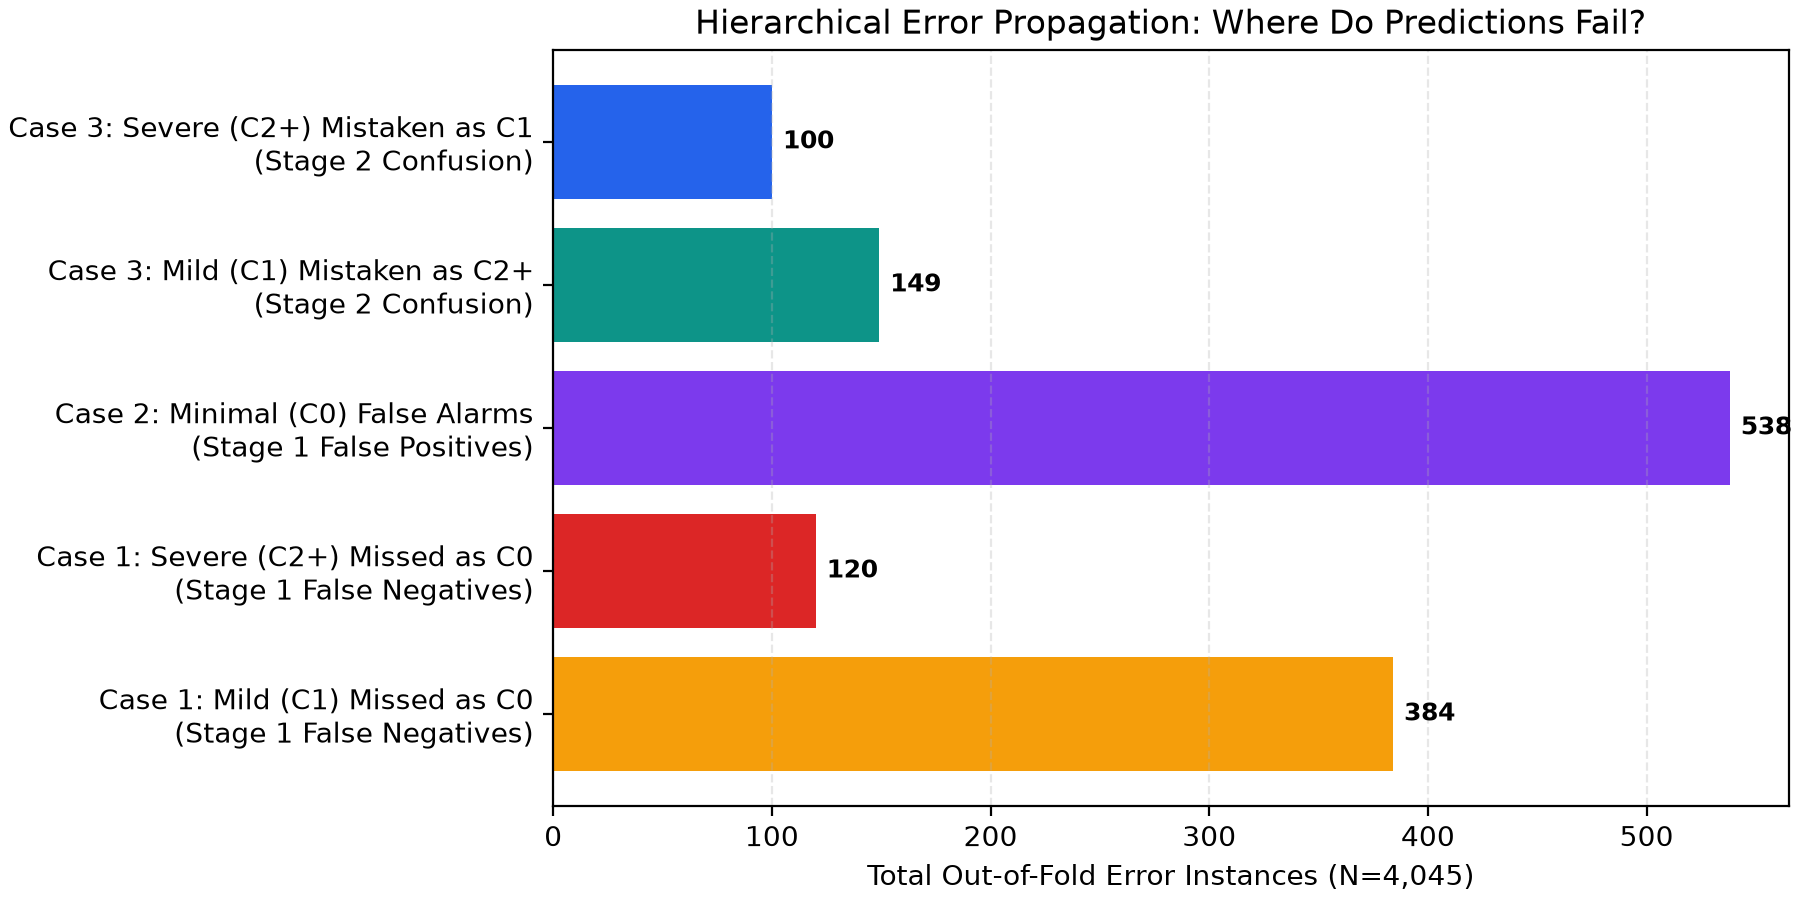 Hierarchical Error Propagation: Where Do Predictions Fail?
Case 3: Severe (C2+) Mistaken as C1
(Stage 2 Confusion)
100
Case 3: Mild (C1) Mistaken as C2+
(Stage 2 Confusion)
149
Case 2: Minimal (C0) False Alarms
(Stage 1 False Positives)
538
Case 1: Severe (C2+) Missed as C0
(Stage 1 False Negatives)
120
Case 1: Mild (C1) Missed as C0
(Stage 1 False Negatives)
384
0 100 200 300 400 500
Total Out-of-Fold Error Instances (N=4,045)